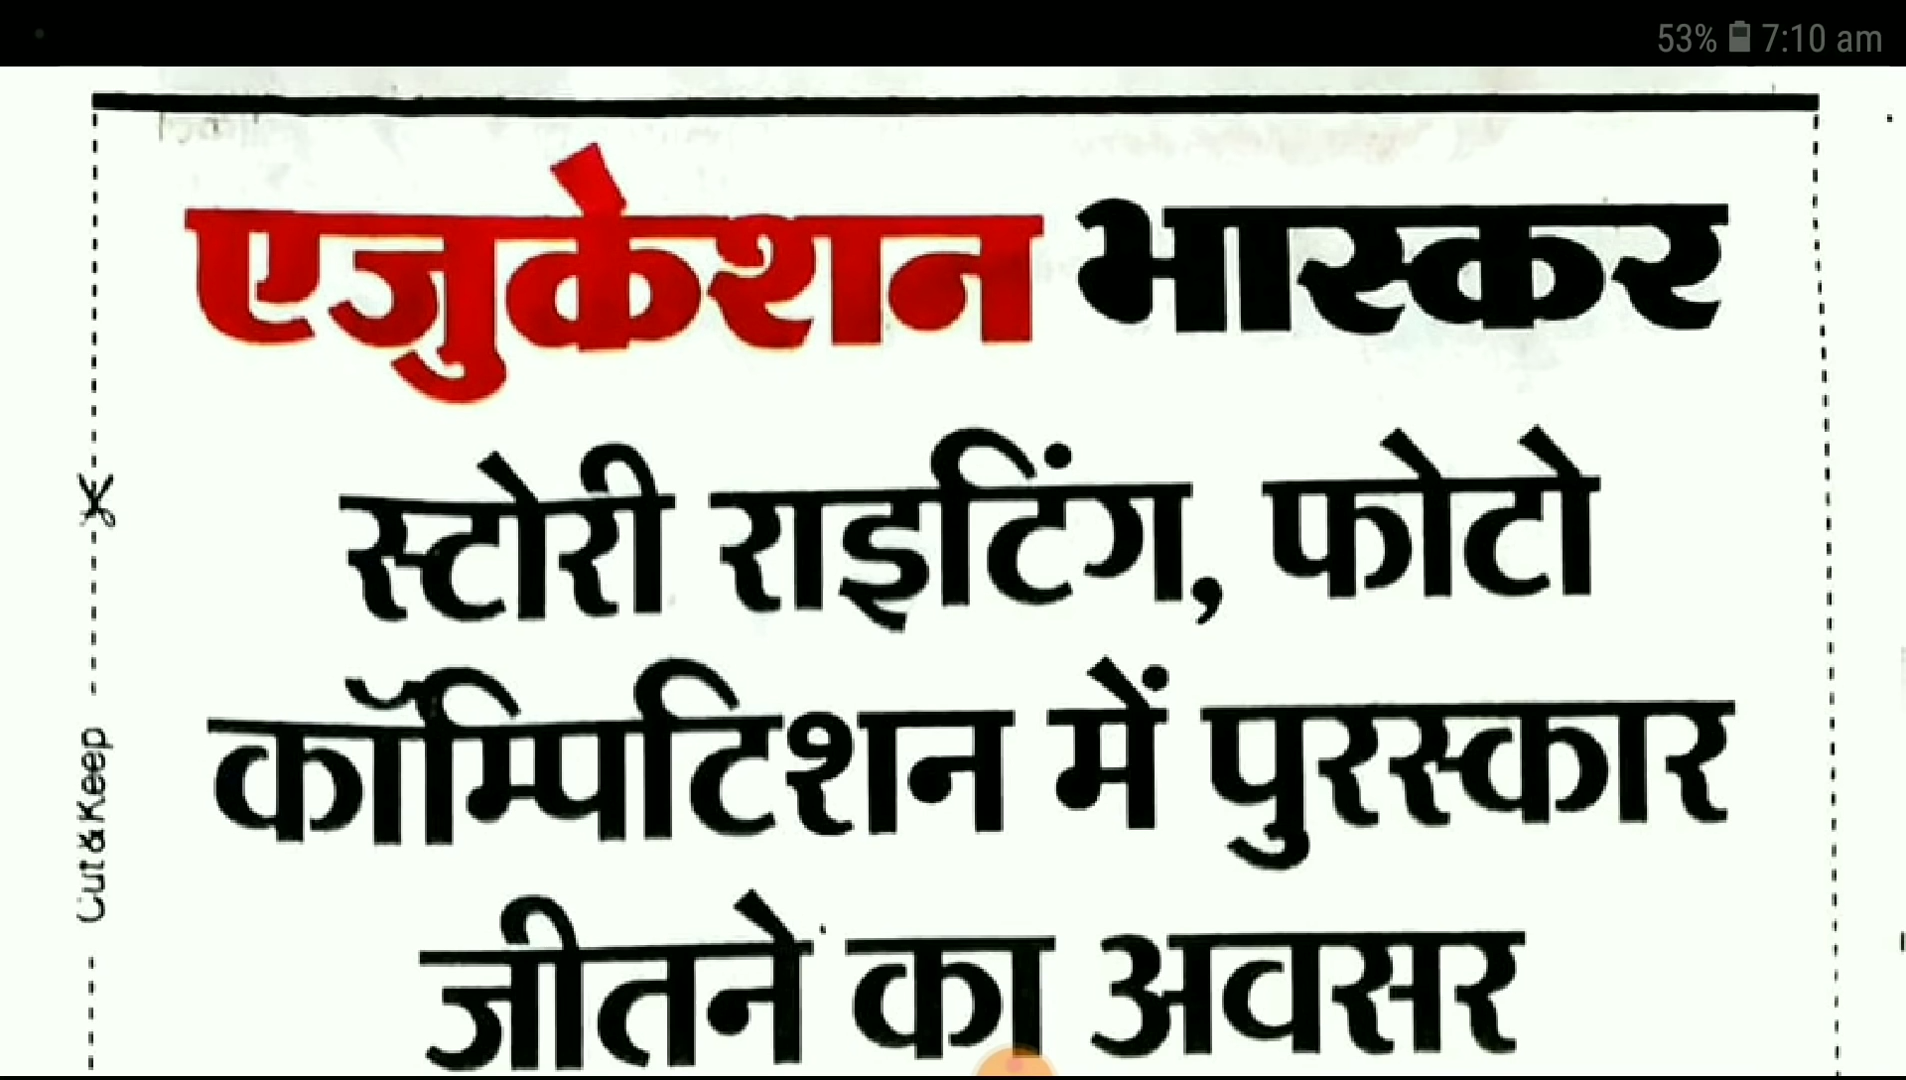 53% 7:10 am
एजुकेशन भास्कर
स्टोरी राइटिंग, फोटो
कॉम्पिटिशन में पुरस्कार
जीतने का अवसर
Cut & Keep